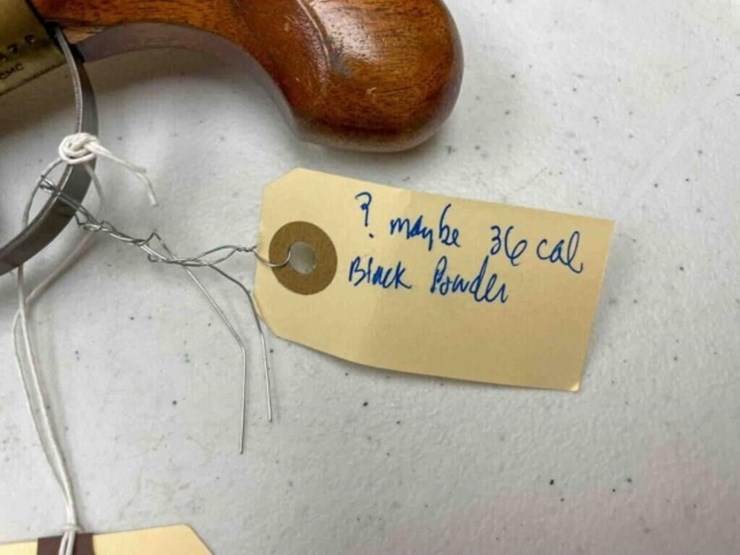 ? maybe 36 cal
Black Powder